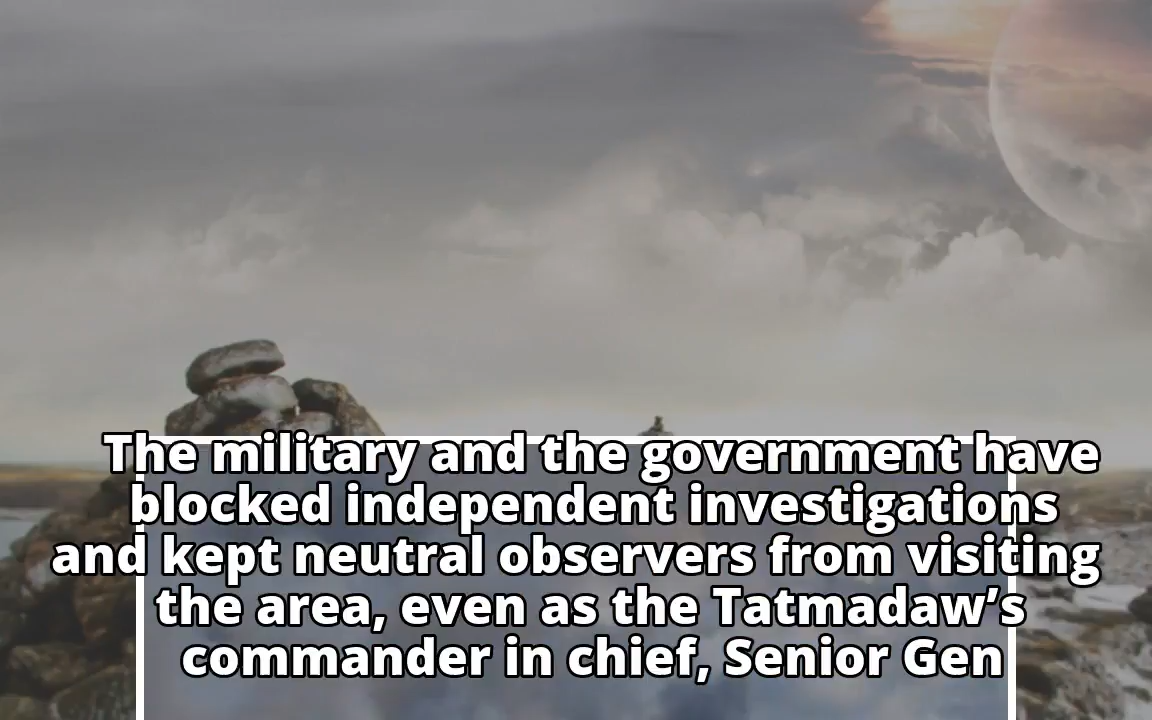 The military and the government have
blocked independent investigations
and kept neutral observers from visiting
the area, even as the Tatmadaw’s
commander in chief, Senior Gen